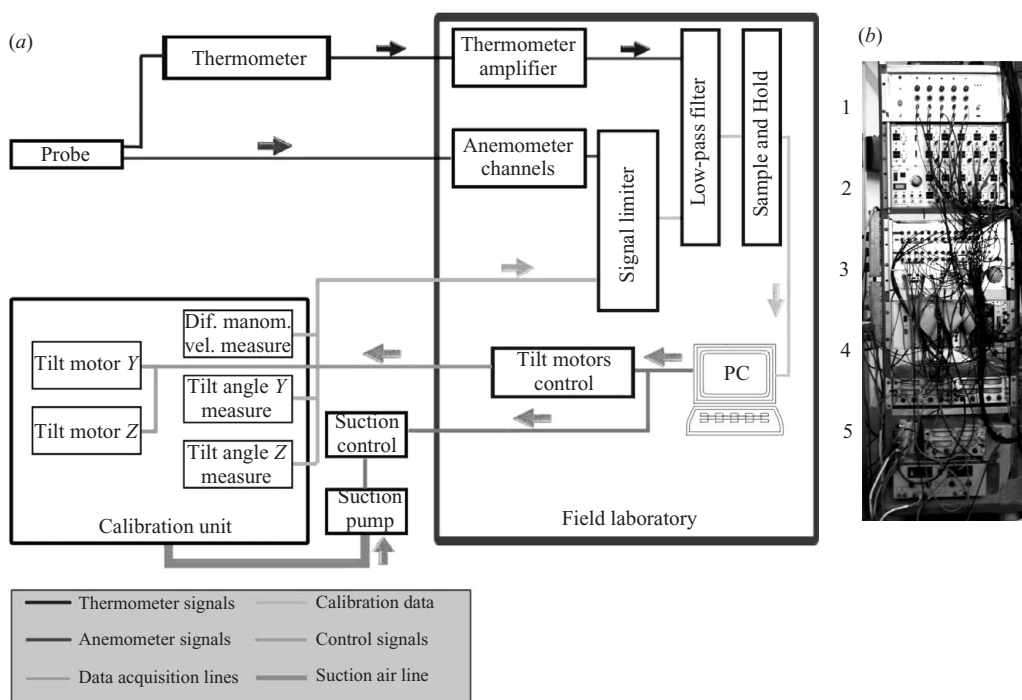 (a)
Thermometer
Thermometer
amplifier
Probe
Anemometer
channels
Signal limiter
Low-pass filter
Sample and Hold
Dif. manom.
vel. measure
Tilt motor Y
Tilt angle Y
measure
Tilt motor Z
Tilt angle Z
measure
Calibration unit
Suction
control
Suction
pump
Tilt motors
control
PC
Field laboratory
Thermometer signals
Anemometer signals
Data acquisition lines
Calibration data
Control signals
Suction air line
(b)
1
2
3
4
5